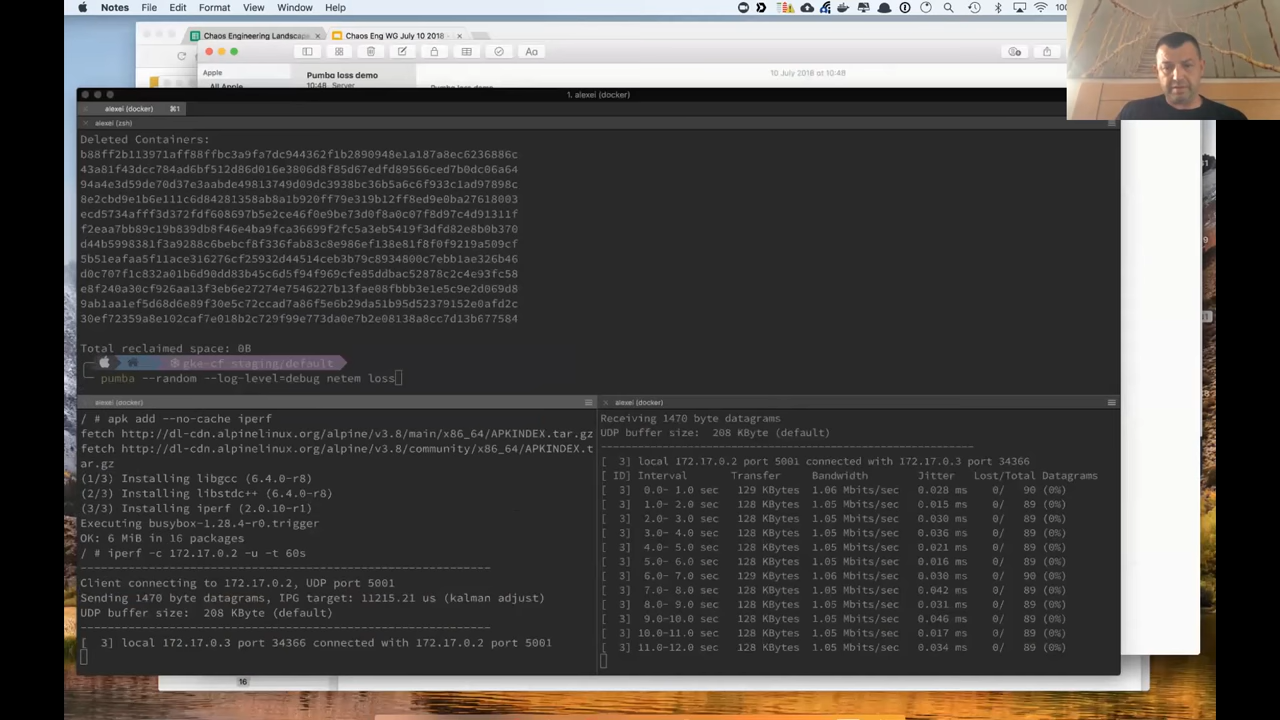 Notes File Edit Format View Window Help
Chaos Engineering Landscape
Chaos Eng WG July 10 2018
Aa
Apple
All Apple
Pumba loss demo
10:48 Server
10 July 2018 at 10:48
1. alexei (docker)
alexei (docker) ⌘1
alexei (zsh)
Deleted Containers:
b88ff2b113971aff88ffbc3a9fa7dc944362f1b2890948e1a187a8ec6236886c
43a81f43dcc784ad6bf512d86d016e3806d8f85d67edfd89566ced7b0dc06a64
94a4e3d59de70d37e3aabde49813749d09dc3938bc36b5a6c6f933c1ad97898c
8e2cbd9e1b6e111c6d84281358ab8a1b920ff79e319b12ff8ed9e0ba27618003
ecd5734afff3d372fdf608697b5e2ce46f0e9be73d0f8a0c07f8d97c4d91311f
f2eaa7bb89c19b839db8f46e4ba9fca36699f2fc5a3eb5419f3dfd82e8b0b370
d44b5998381f3a9288c6bebcf8f336fab83c8e986ef138e81f8f0f9219a509cf
5b51eafaa5f11ace316276cf25932d44514ceb3b79c8934800c7ebb1ae326b46
d0c707f1c832a01b6d90dd83b45c6d5f94f969cfe85ddbac52878c2c4e93fc58
e8f240a30cf926aa13f3eb6e27274e7546227b13fae08fbbb3e1e5c9e2d069d8
9ab1aa1ef5d68d6e89f30e5c72ccad7a86f5e6b29da51b95d52379152e0afd2c
30ef72359a8e102caf7e018b2c729f99e773da0e7b2e08138a8cc7d13b677584
Total reclaimed space: 0B
gke-cf staging/default
pumba --random --log-level=debug netem loss
alexei (docker)
/ # apk add --no-cache iperf
fetch http://dl-cdn.alpinelinux.org/alpine/v3.8/main/x86_64/APKINDEX.tar.gz
fetch http://dl-cdn.alpinelinux.org/alpine/v3.8/community/x86_64/APKINDEX.t
ar.gz
(1/3) Installing libgcc (6.4.0-r8)
(2/3) Installing libstdc++ (6.4.0-r8)
(3/3) Installing iperf (2.0.10-r1)
Executing busybox-1.28.4-r0.trigger
OK: 6 MiB in 16 packages
/ # iperf -c 172.17.0.2 -u -t 60s
------------------------------------------------------------
Client connecting to 172.17.0.2, UDP port 5001
Sending 1470 byte datagrams, IPG target: 11215.21 us (kalman adjust)
UDP buffer size: 208 KByte (default)
------------------------------------------------------------
[ 3] local 172.17.0.3 port 34366 connected with 172.17.0.2 port 5001
alexei (docker)
Receiving 1470 byte datagrams
UDP buffer size: 208 KByte (default)
------------------------------------------------------------
[ 3] local 172.17.0.2 port 5001 connected with 172.17.0.3 port 34366
[ ID] Interval Transfer Bandwidth Jitter Lost/Total Datagrams
[ 3] 0.0- 1.0 sec 129 KBytes 1.06 Mbits/sec 0.028 ms 0/ 90 (0%)
[ 3] 1.0- 2.0 sec 128 KBytes 1.05 Mbits/sec 0.015 ms 0/ 89 (0%)
[ 3] 2.0- 3.0 sec 128 KBytes 1.05 Mbits/sec 0.030 ms 0/ 89 (0%)
[ 3] 3.0- 4.0 sec 128 KBytes 1.05 Mbits/sec 0.036 ms 0/ 89 (0%)
[ 3] 4.0- 5.0 sec 128 KBytes 1.05 Mbits/sec 0.021 ms 0/ 89 (0%)
[ 3] 5.0- 6.0 sec 128 KBytes 1.05 Mbits/sec 0.016 ms 0/ 89 (0%)
[ 3] 6.0- 7.0 sec 129 KBytes 1.06 Mbits/sec 0.030 ms 0/ 90 (0%)
[ 3] 7.0- 8.0 sec 128 KBytes 1.05 Mbits/sec 0.042 ms 0/ 89 (0%)
[ 3] 8.0- 9.0 sec 128 KBytes 1.05 Mbits/sec 0.031 ms 0/ 89 (0%)
[ 3] 9.0-10.0 sec 128 KBytes 1.05 Mbits/sec 0.046 ms 0/ 89 (0%)
[ 3] 10.0-11.0 sec 128 KBytes 1.05 Mbits/sec 0.017 ms 0/ 89 (0%)
[ 3] 11.0-12.0 sec 128 KBytes 1.05 Mbits/sec 0.034 ms 0/ 89 (0%)
16